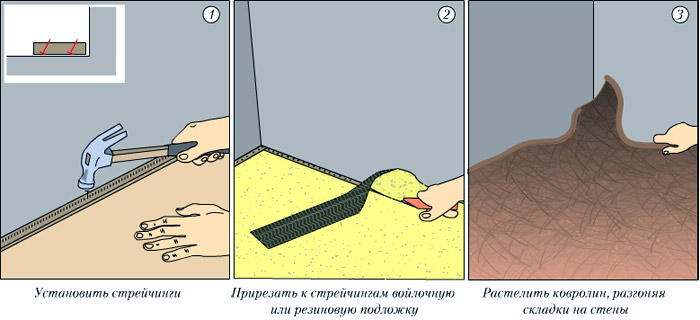 1
2
3
Установить стрейчинги
Прирезать к стрейчингам войлочную
или резиновую подложку
Растелить ковролин, разгоняя
складки на стены